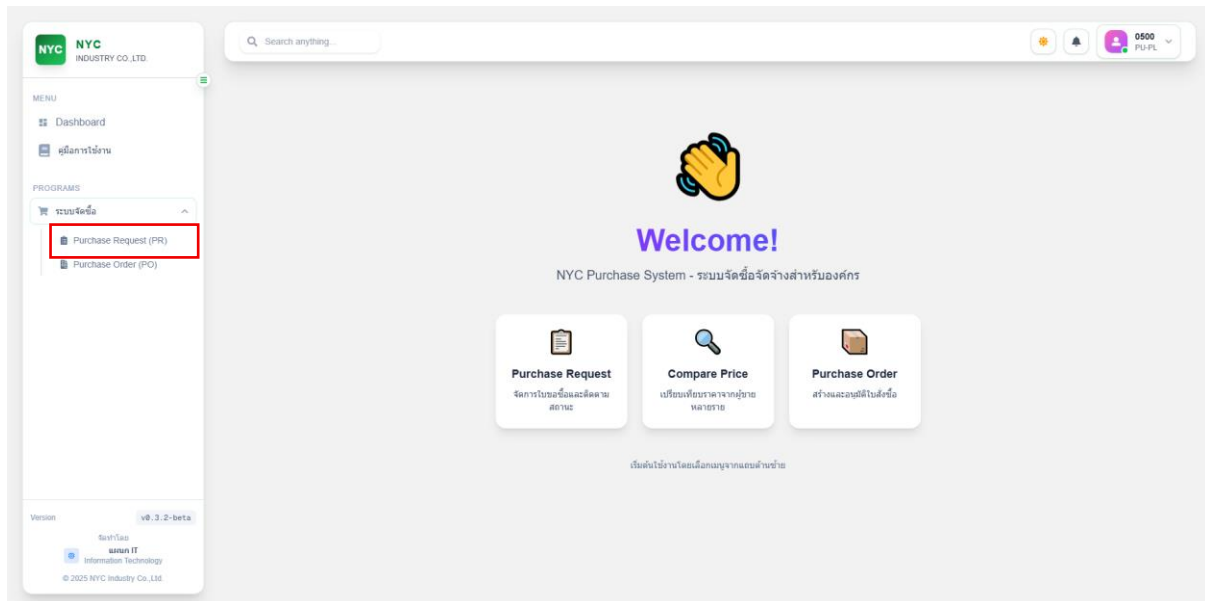 NYC
NYC
INDUSTRY CO.,LTD.
Search anything...
0500
PU-PL
MENU
Dashboard
คู่มือการใช้งาน
PROGRAMS
ระบบจัดซื้อ
Purchase Request (PR)
Purchase Order (PO)
Welcome!
NYC Purchase System - ระบบจัดซื้อจัดจ้างสำหรับองค์กร
Purchase Request
จัดการใบขอซื้อและติดตาม
สถานะ
Compare Price
เปรียบเทียบราคาจากผู้ขาย
หลายราย
Purchase Order
สร้างและอนุมัติใบสั่งซื้อ
เริ่มต้นใช้งานโดยเลือกเมนูจากแถบด้านซ้าย
Version
v0.3.2-beta
จัดทำโดย
แผนก IT
Information Technology
© 2025 NYC Industry Co.,Ltd.